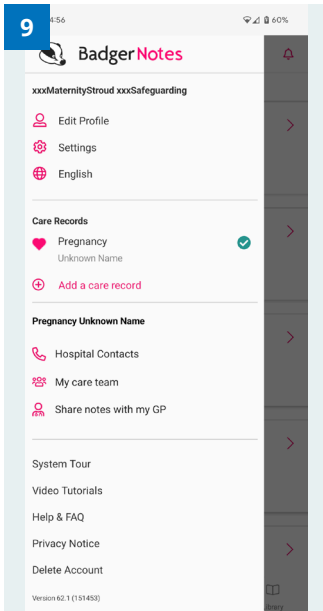 9
4:56
60%
BadgerNotes
xxxMaternityStroud xxxSafeguarding
Edit Profile
Settings
English
Care Records
Pregnancy
Unknown Name
Add a care record
Pregnancy Unknown Name
Hospital Contacts
My care team
Share notes with my GP
System Tour
Video Tutorials
Help & FAQ
Privacy Notice
Delete Account
Version 62.1 (151453)